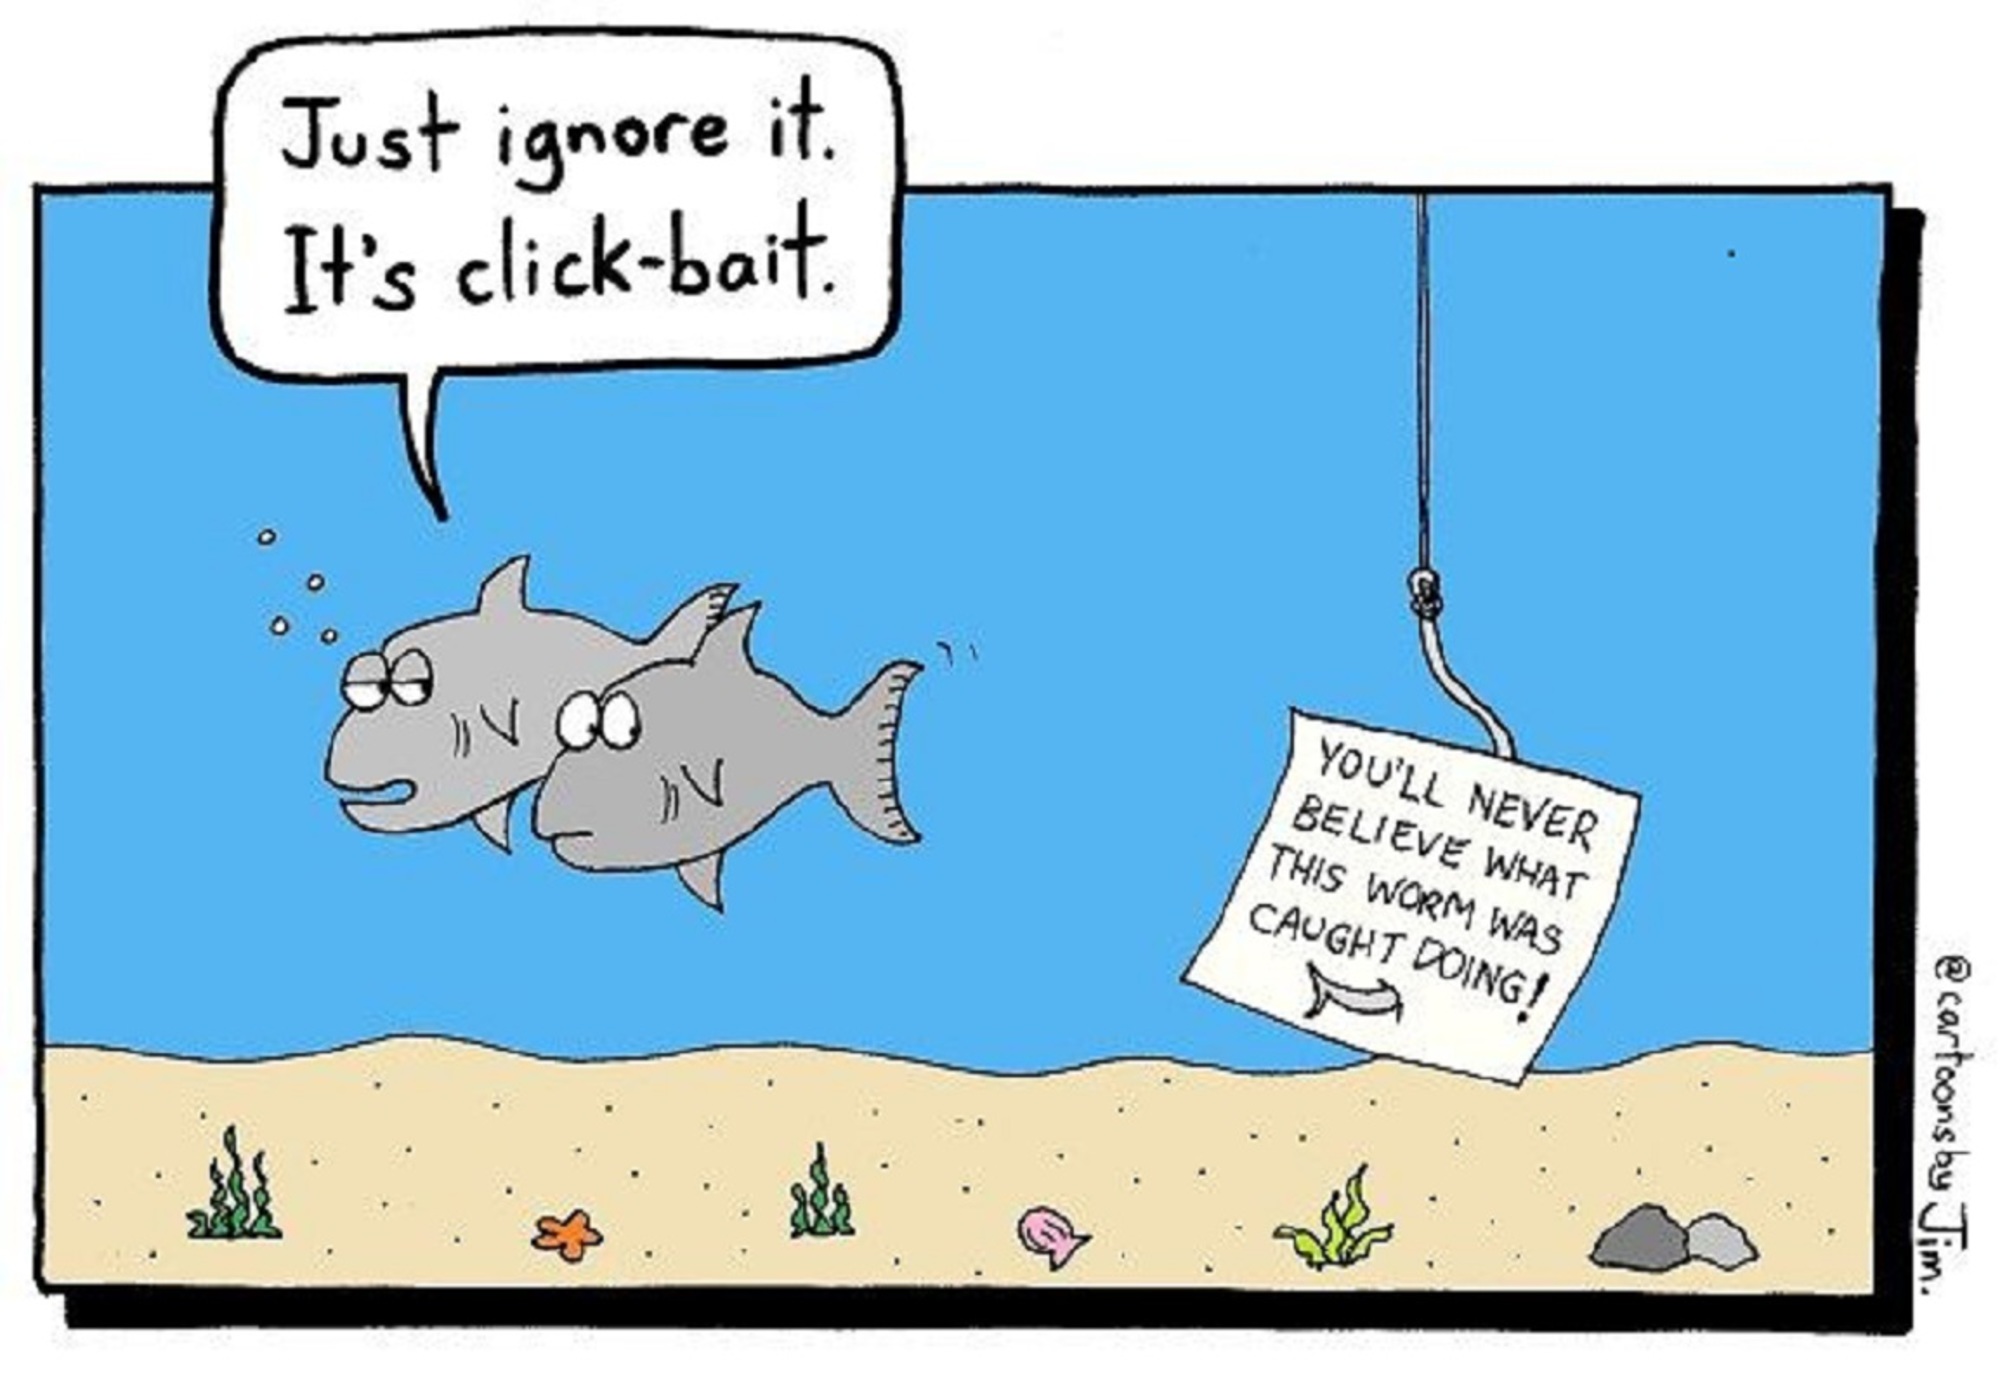 Just ignore it.
It's click-bait.
YOU'LL NEVER
BELIEVE WHAT
THIS WORM WAS
CAUGHT DOING!
@cartoonsbyJim.